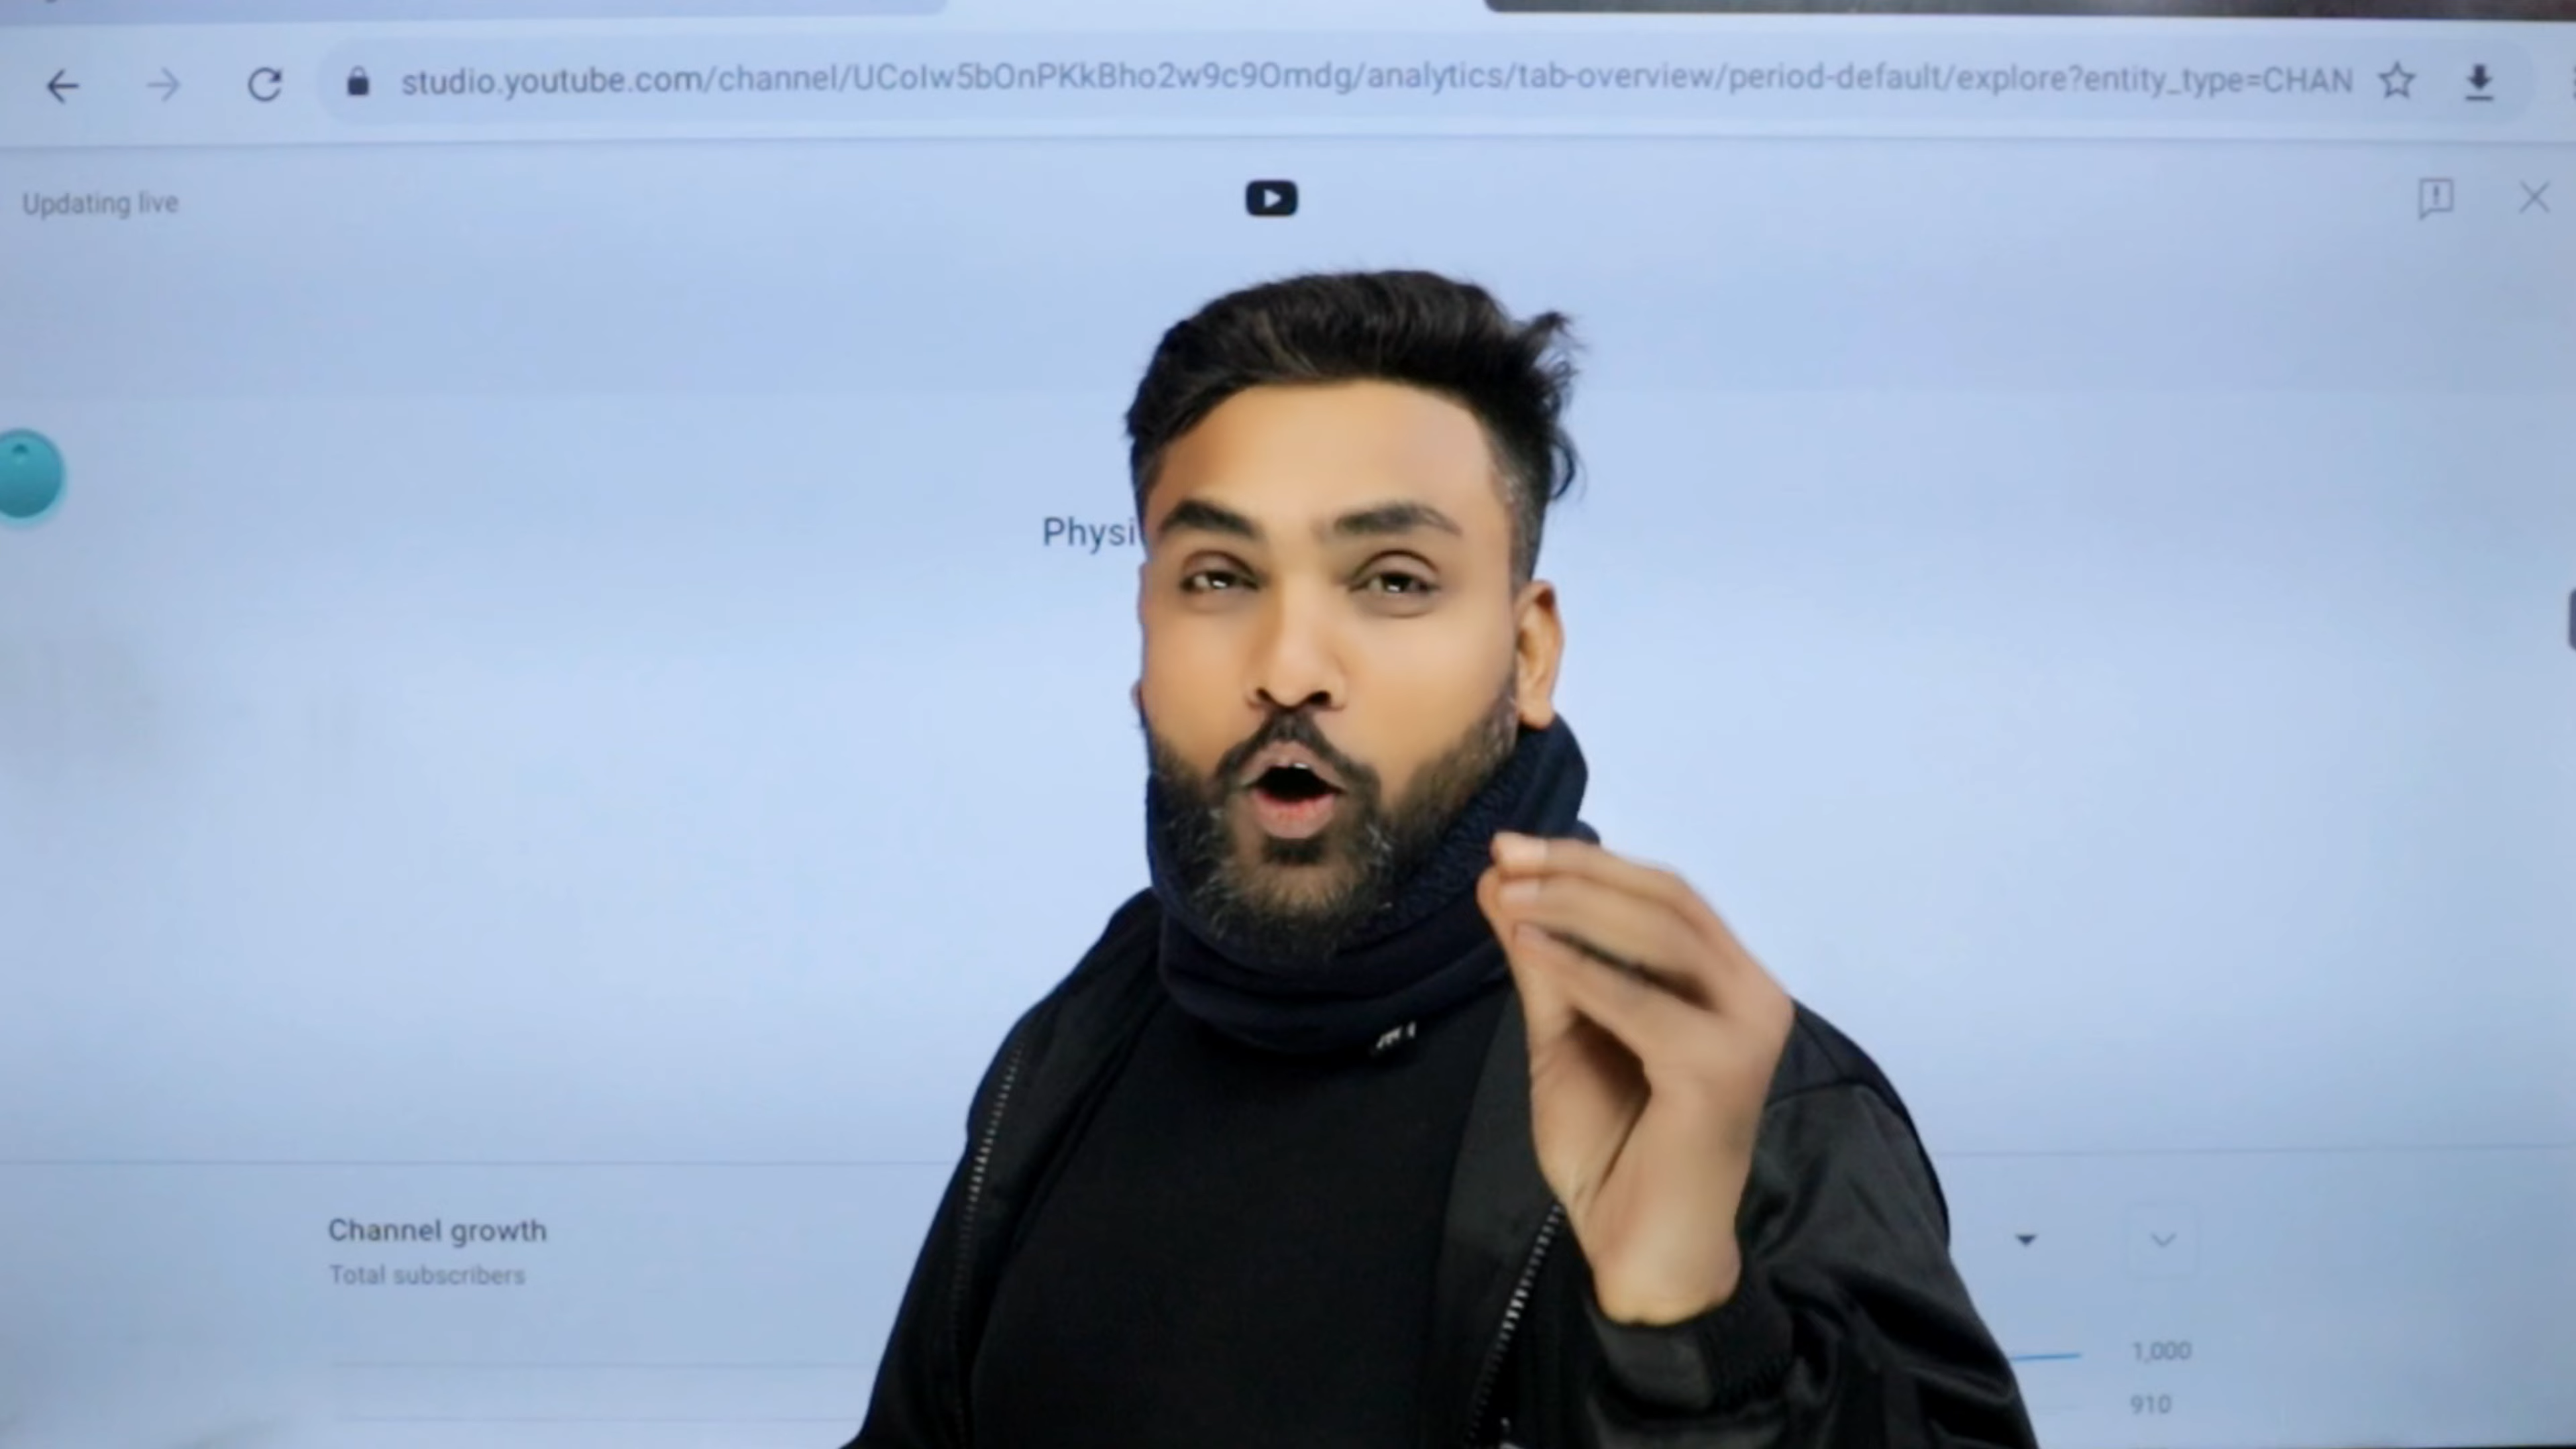 studio.youtube.com/channel/UCoIw5bOnPKkBho2w9c9Omdg/analytics/tab-overview/period-default/explore?entity_type=CHAN
Updating live
Physi
Channel growth
Total subscribers
1,000
910